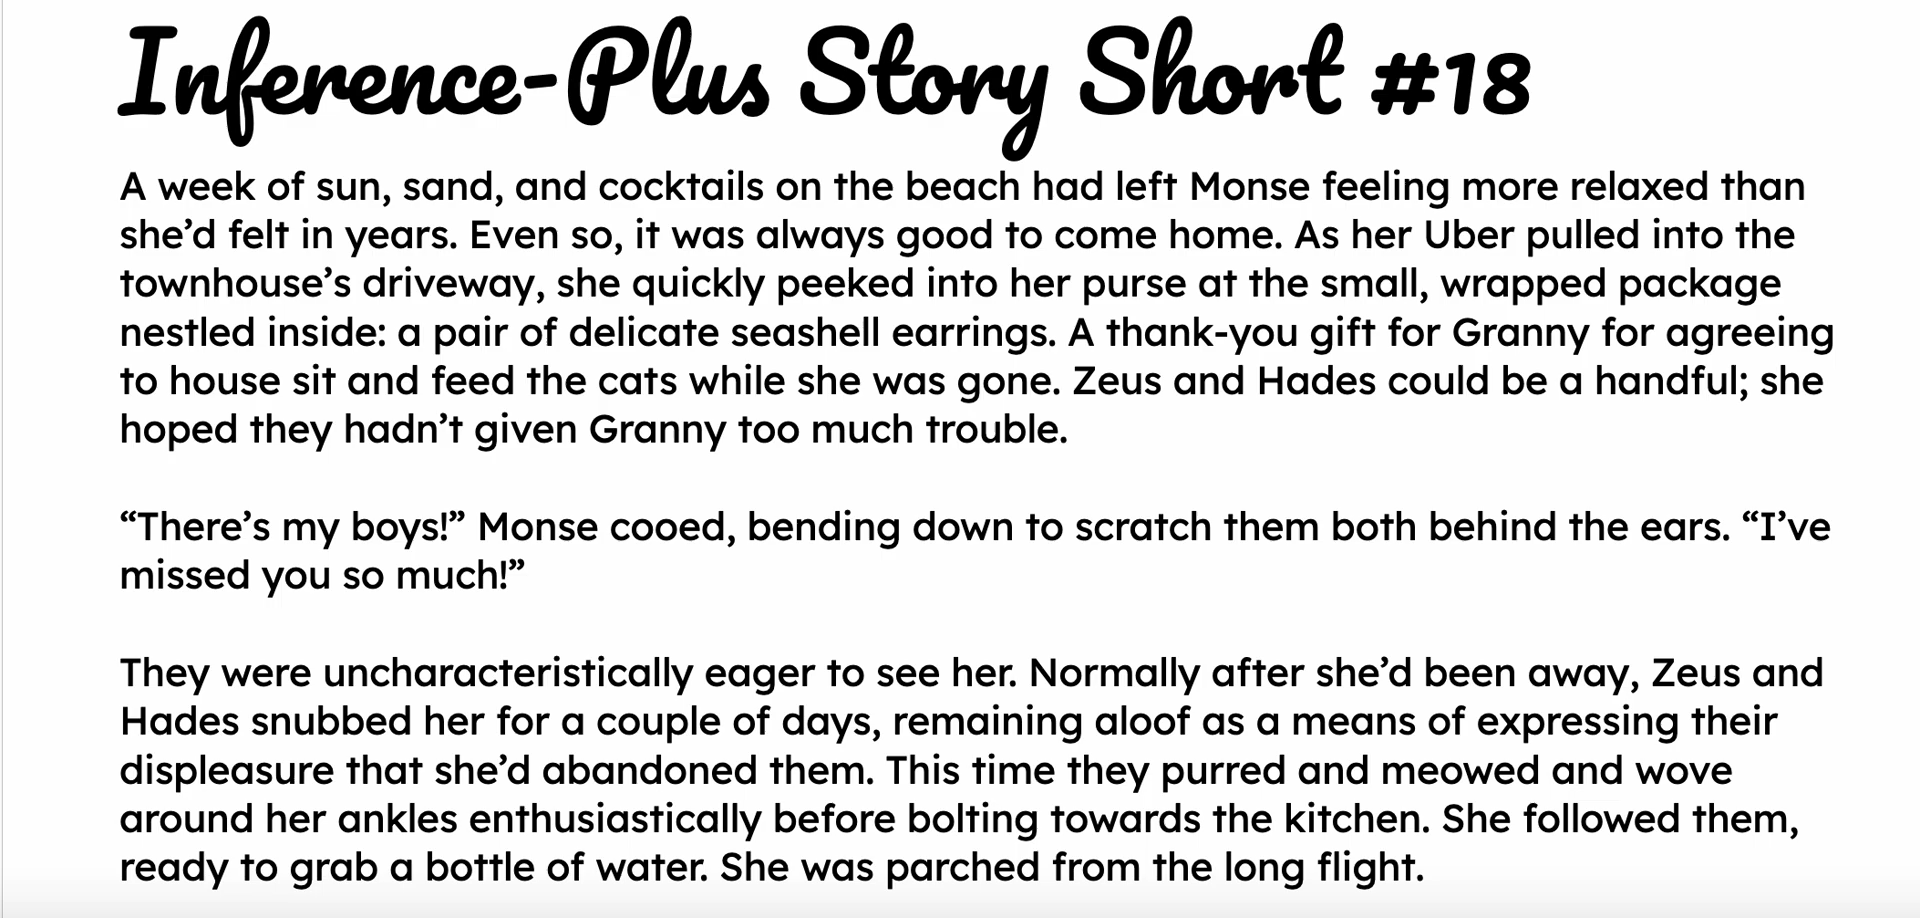 Inference-Plus Story Short #18
A week of sun, sand, and cocktails on the beach had left Monse feeling more relaxed than
she’d felt in years. Even so, it was always good to come home. As her Uber pulled into the
townhouse’s driveway, she quickly peeked into her purse at the small, wrapped package
nestled inside: a pair of delicate seashell earrings. A thank-you gift for Granny for agreeing
to house sit and feed the cats while she was gone. Zeus and Hades could be a handful; she
hoped they hadn’t given Granny too much trouble.
“There’s my boys!” Monse cooed, bending down to scratch them both behind the ears. “I’ve
missed you so much!”
They were uncharacteristically eager to see her. Normally after she’d been away, Zeus and
Hades snubbed her for a couple of days, remaining aloof as a means of expressing their
displeasure that she’d abandoned them. This time they purred and meowed and wove
around her ankles enthusiastically before bolting towards the kitchen. She followed them,
ready to grab a bottle of water. She was parched from the long flight.